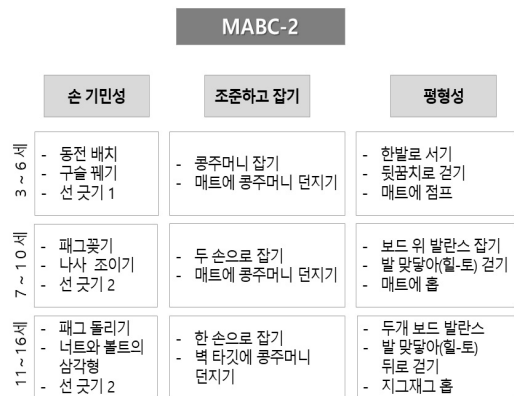 MABC-2
손 기민성
조준하고 잡기
평형성
3 ~ 6 세
- 동전 배치
- 구슬 꿰기
- 선 긋기 1
- 콩주머니 잡기
- 매트에 콩주머니 던지기
- 한발로 서기
- 뒷꿈치로 걷기
- 매트에 점프
7 ~ 10 세
- 패그꽂기
- 나사 조이기
- 선 긋기 2
- 두 손으로 잡기
- 매트에 콩주머니 던지기
- 보드 위 발란스 잡기
- 발 맞닿아(힐-토) 걷기
- 매트에 홉
11~16세
- 패그 돌리기
- 너트와 볼트의
삼각형
- 선 긋기 2
- 한 손으로 잡기
- 벽 타깃에 콩주머니
던지기
- 두개 보드 발란스
- 발 맞닿아(힐-토)
뒤로 걷기
- 지그재그 홉